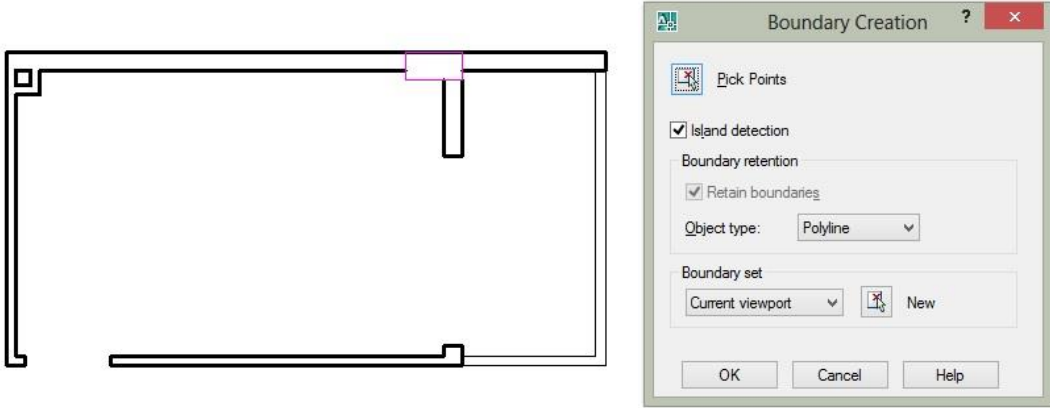 Boundary Creation
?
×
Pick Points
Island detection
Boundary retention
Retain boundaries
Object type: Polyline
Boundary set
Current viewport New
OK Cancel Help